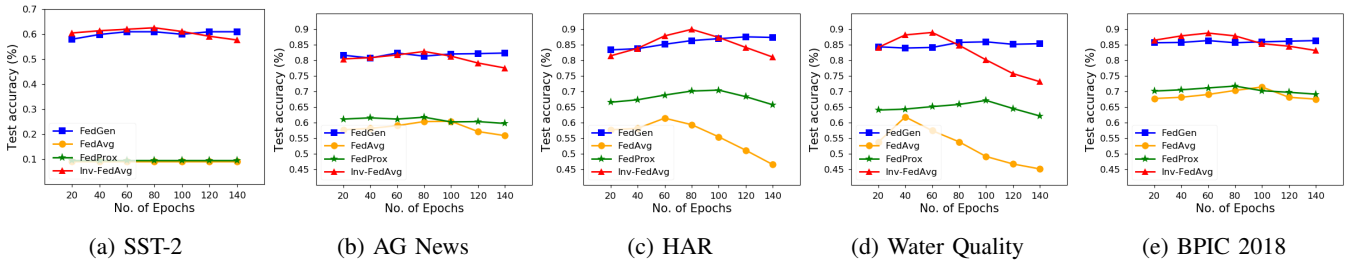 0.7
0.6
0.5
0.4
0.3
0.2
0.1
Test accuracy (%)
FedGen
FedAvg
FedProx
Inv-FedAvg
20 40 60 80 100 120 140
No. of Epochs
(a) SST-2
0.9
0.85
0.8
0.75
0.7
0.65
0.6
0.55
0.5
0.45
Test accuracy (%)
FedGen
FedAvg
FedProx
Inv-FedAvg
20 40 60 80 100 120 140
No. of Epochs
(b) AG News
0.9
0.85
0.8
0.75
0.7
0.65
0.6
0.55
0.5
0.45
Test accuracy (%)
FedGen
FedAvg
FedProx
Inv-FedAvg
20 40 60 80 100 120 140
No. of Epochs
(c) HAR
0.9
0.85
0.8
0.75
0.7
0.65
0.6
0.55
0.5
0.45
Test accuracy (%)
FedGen
FedAvg
FedProx
Inv-FedAvg
20 40 60 80 100 120 140
No. of Epochs
(d) Water Quality
0.9
0.85
0.8
0.75
0.7
0.65
0.6
0.55
0.5
0.45
Test accuracy (%)
FedGen
FedAvg
FedProx
Inv-FedAvg
20 40 60 80 100 120 140
No. of Epochs
(e) BPIC 2018